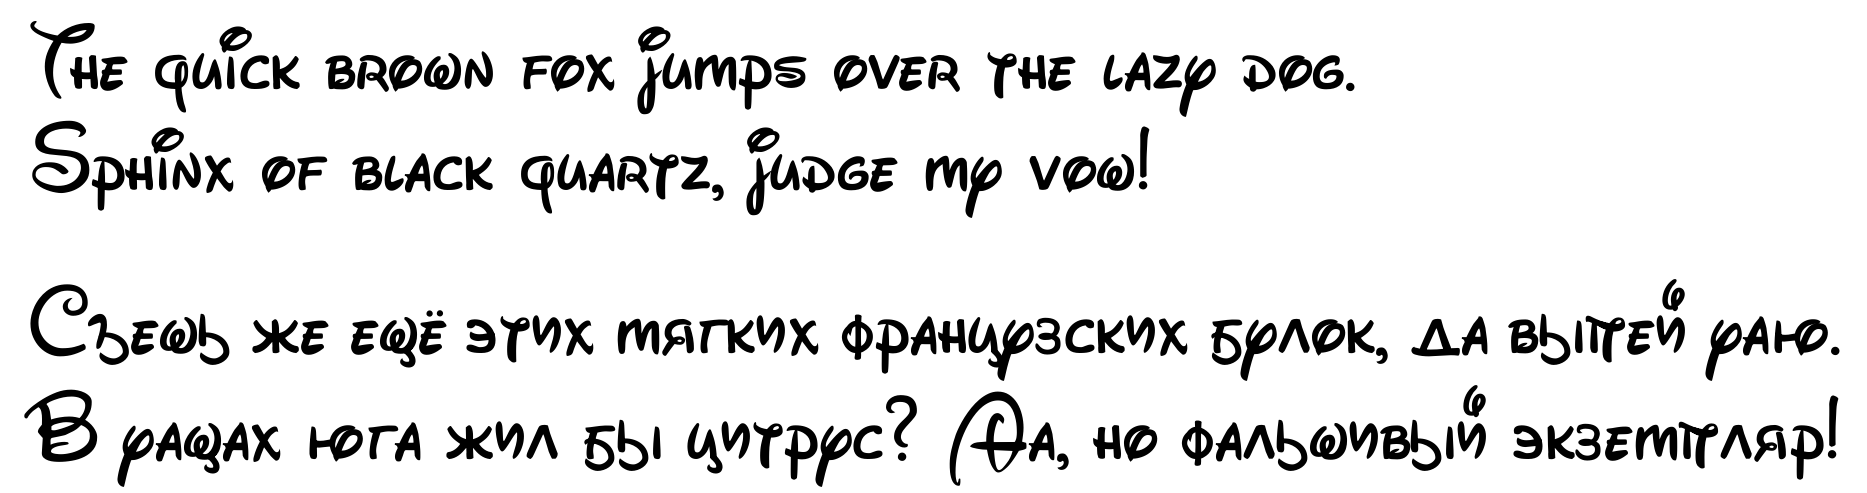 The quick brown fox jumps over the lazy dog.
Sphinx of black quartz, judge my vow!
Съешь же ещё этих мягких французских булок, да выпей чаю.
В чащах юга жил бы цитрус? Да, но фальшивый экземпляр!